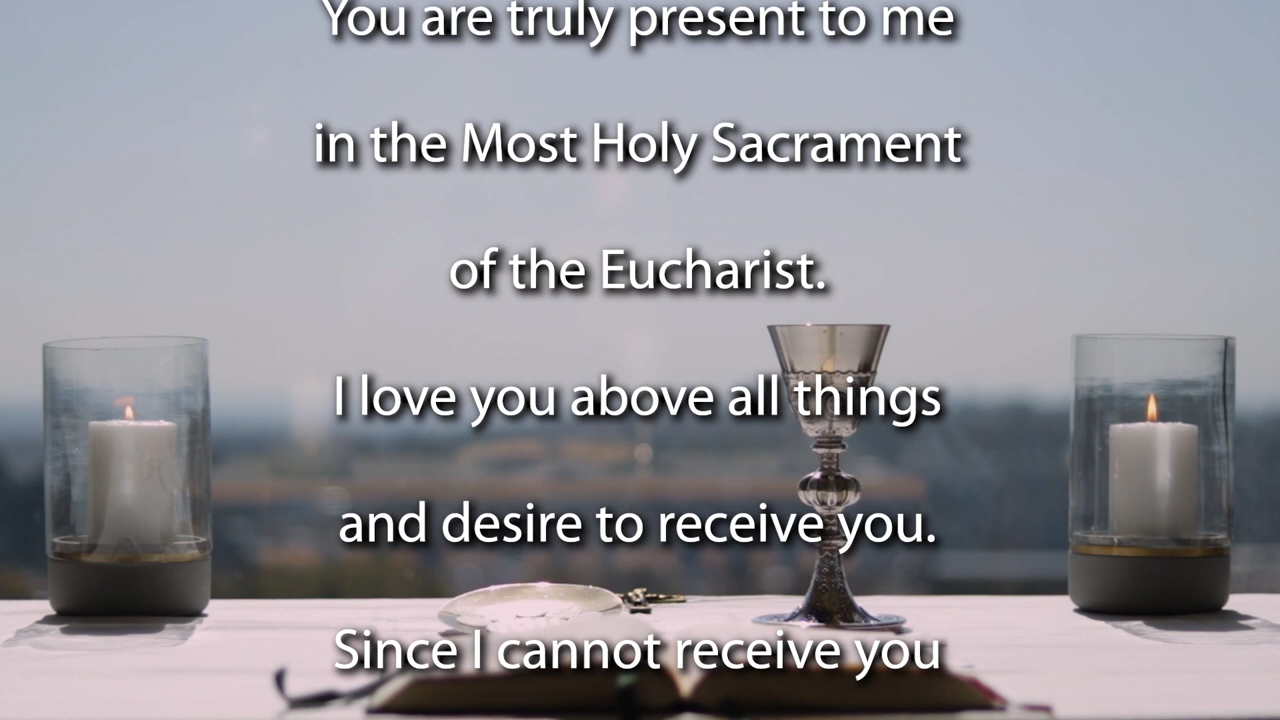 You are truly present to me
in the Most Holy Sacrament
of the Eucharist.
I love you above all things
and desire to receive you.
Since I cannot receive you